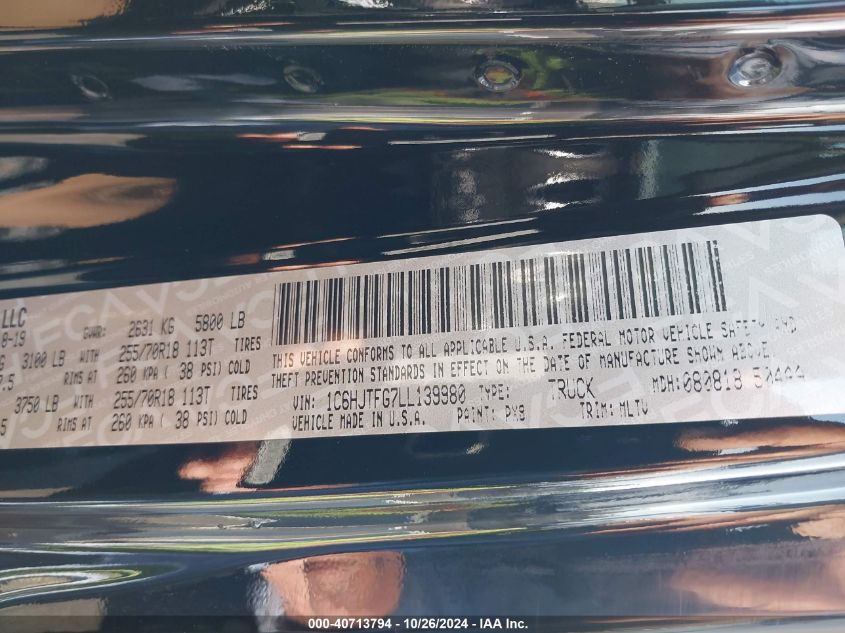 LLC
8-19 GVWR: 2631 KG 5800 LB
G 3100 LB WITH 255/70R18 113T TIRES
.5 RIMS AT 260 KPA ( 38 PSI) COLD
3750 LB WITH 255/70R18 113T TIRES
5 RIMS AT 260 KPA ( 38 PSI) COLD
THIS VEHICLE CONFORMS TO ALL APPLICABLE U.S.A. FEDERAL MOTOR VEHICLE SAFETY AND
THEFT PREVENTION STANDARDS IN EFFECT ON THE DATE OF MANUFACTURE SHOWN ABOVE.
VIN: 1C6HJTFG7LL139980 TYPE: TRUCK MDH: 080818
VEHICLE MADE IN U.S.A. PAINT: PX8 TRIM: MLTV
000-40713794 - 10/26/2024 - IAA Inc.